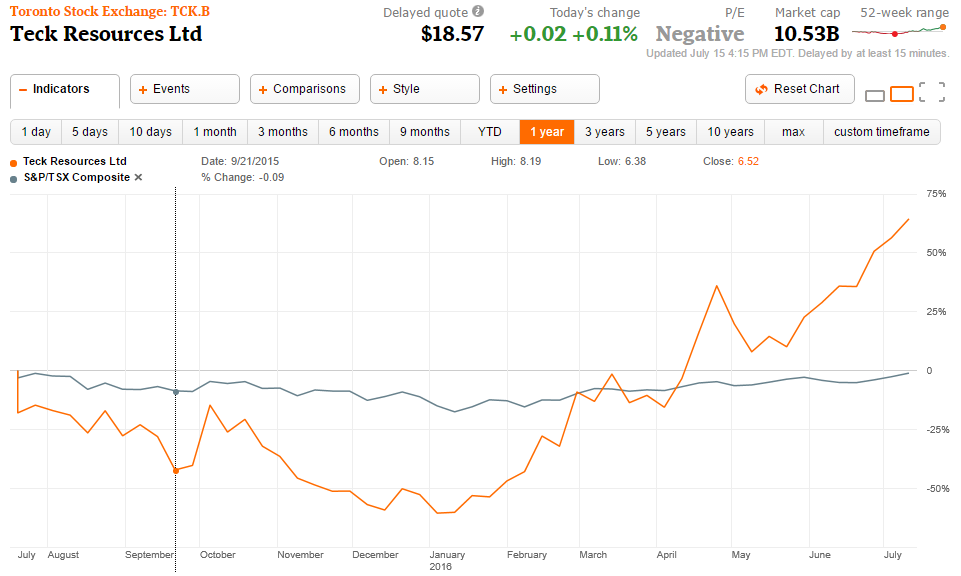 Toronto Stock Exchange: TCK.B
Teck Resources Ltd
Delayed quote i
$18.57
Today's change
+0.02 +0.11%
P/E
Negative
Market cap
10.53B
52-week range
Updated July 15 4:15 PM EDT. Delayed by at least 15 minutes.
− Indicators + Events + Comparisons + Style + Settings Reset Chart
1 day 5 days 10 days 1 month 3 months 6 months 9 months YTD 1 year 3 years 5 years 10 years max custom timeframe
Teck Resources Ltd Date: 9/21/2015 Open: 8.15 High: 8.19 Low: 6.38 Close: 6.52
S&P/TSX Composite ✕ % Change: -0.09
75%
50%
25%
0
-25%
-50%
July August September October November December January February March April May June July
2016